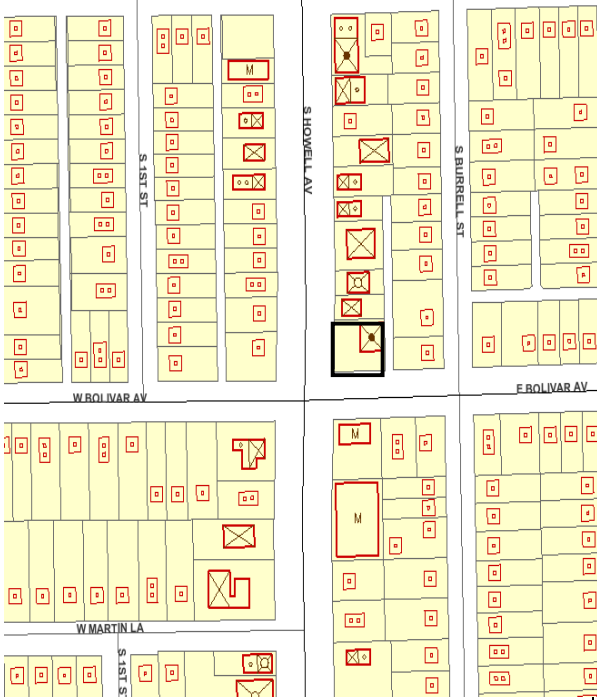 M
S HOWELL AV
S 1ST ST
S BURRELL ST
W BOLIVAR AV
E BOLIVAR AV
M
M
W MARTIN LA
S 1ST ST